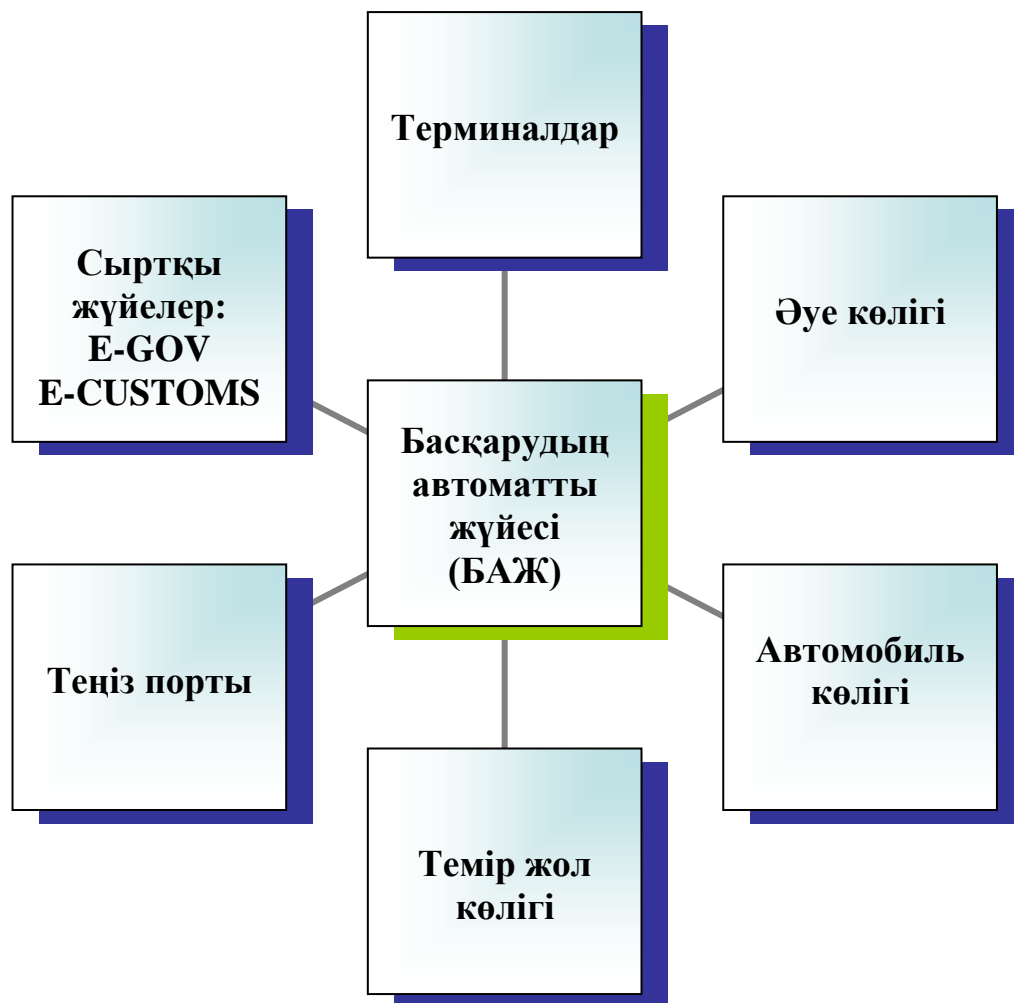 Терминалдар
Сыртқы
жүйелер:
E-GOV
E-CUSTOMS
Әуе көлігі
Басқарудың
автоматты
жүйесі
(БАЖ)
Теңіз порты
Автомобиль
көлігі
Темір жол
көлігі